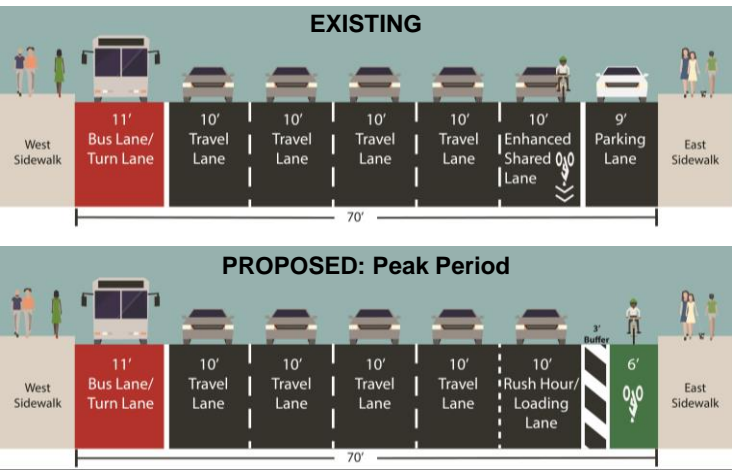 EXISTING
West
Sidewalk
11’
Bus Lane/
Turn Lane
10’
Travel
Lane
10’
Travel
Lane
10’
Travel
Lane
10’
Travel
Lane
10’
Enhanced
Shared
Lane
9’
Parking
Lane
East
Sidewalk
70’
PROPOSED: Peak Period
West
Sidewalk
11’
Bus Lane/
Turn Lane
10’
Travel
Lane
10’
Travel
Lane
10’
Travel
Lane
10’
Travel
Lane
10’
Rush Hour/
Loading
Lane
3’
Buffer
6’
East
Sidewalk
70’